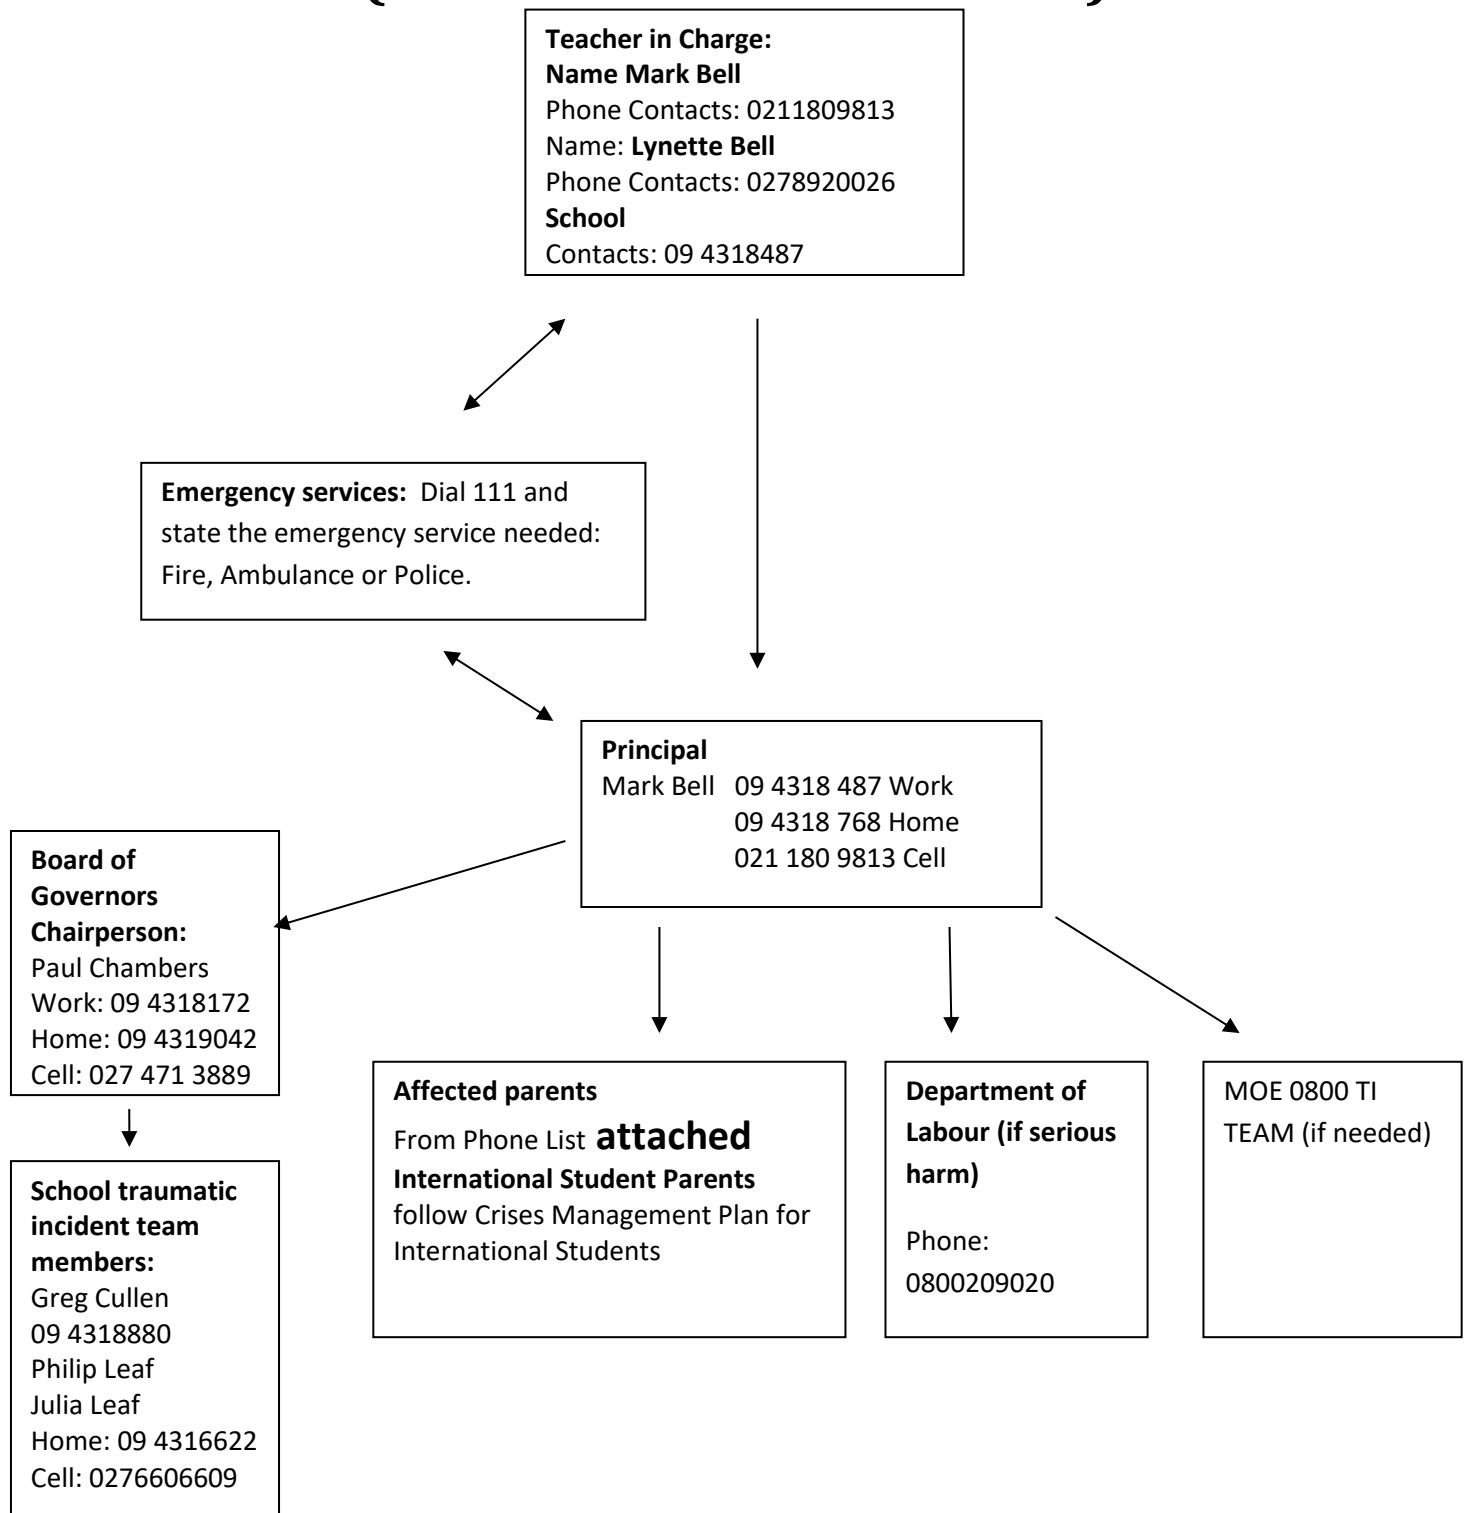 Teacher in Charge:
Name Mark Bell
Phone Contacts: 0211809813
Name: Lynette Bell
Phone Contacts: 0278920026
School
Contacts: 09 4318487
Emergency services:  Dial 111 and
state the emergency service needed:
Fire, Ambulance or Police.
Principal
Mark Bell   09 4318 487 Work
09 4318 768 Home
021 180 9813 Cell
Board of
Governors
Chairperson:
Paul Chambers
Work: 09 4318172
Home: 09 4319042
Cell: 027 471 3889
Affected parents
From Phone List attached
International Student Parents
follow Crises Management Plan for
International Students
Department of
Labour (if serious
harm)
Phone:
0800209020
MOE 0800 TI
TEAM (if needed)
School traumatic
incident team
members:
Greg Cullen
09 4318880
Philip Leaf
Julia Leaf
Home: 09 4316622
Cell: 0276606609